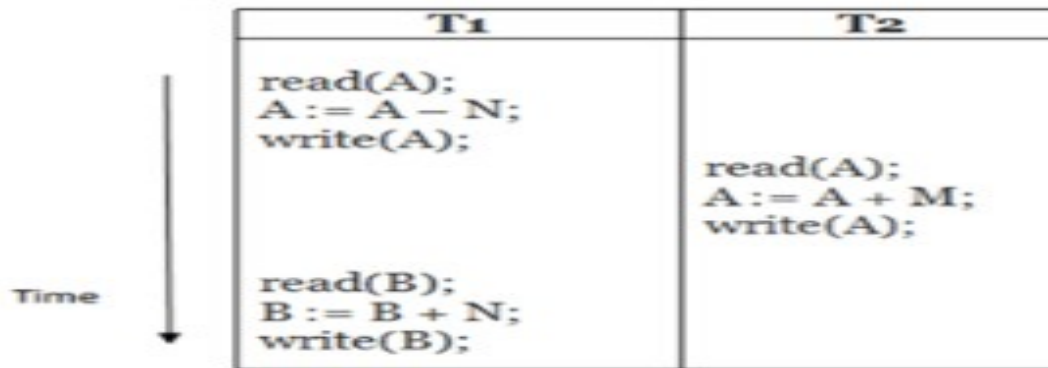 T1 T2
read(A);
A := A – N;
write(A);
read(A);
A := A + M;
write(A);
Time
read(B);
B := B + N;
write(B);